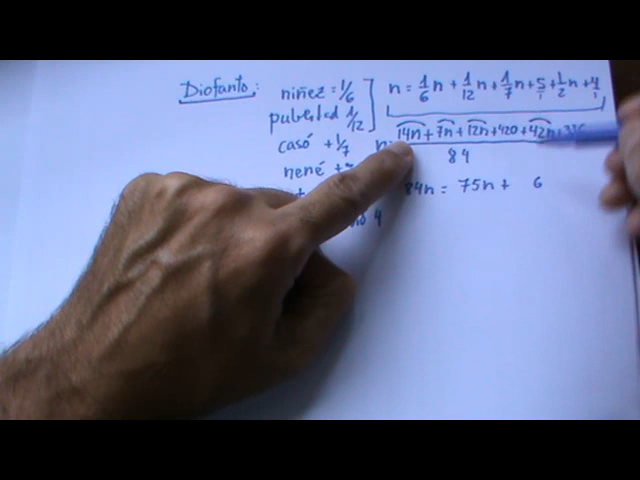 Diofanto:
niñez = 1/6
pubertad 1/12
casó + 1/7
nené +
4
n = 1/6 n + 1/12 n + 1/7 n + 5/1 + 1/2 n + 4/1
14n + 7n + 12n + 420 + 42n +
84
84n = 75n + 6